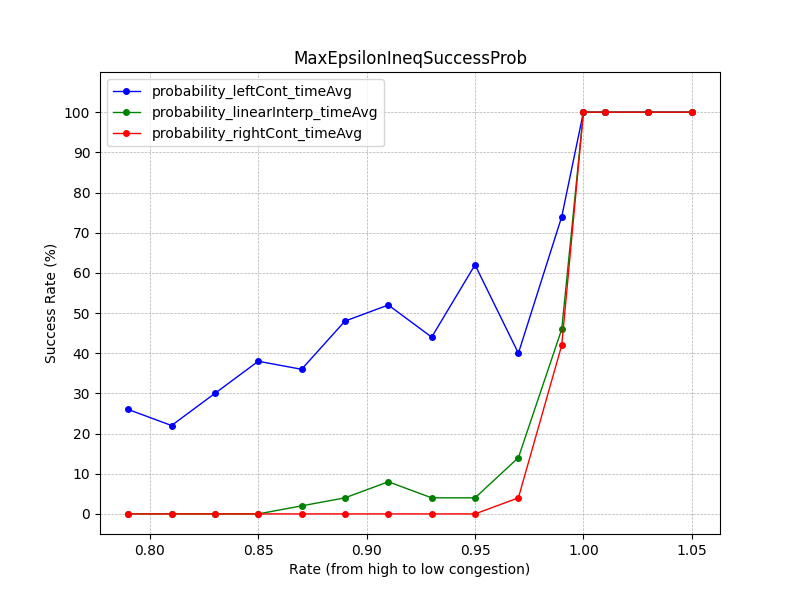 MaxEpsilonIneqSuccessProb
probability_leftCont_timeAvg
probability_linearInterp_timeAvg
probability_rightCont_timeAvg
Success Rate (%)
100
90
80
70
60
50
40
30
20
10
0
0.80 0.85 0.90 0.95 1.00 1.05
Rate (from high to low congestion)